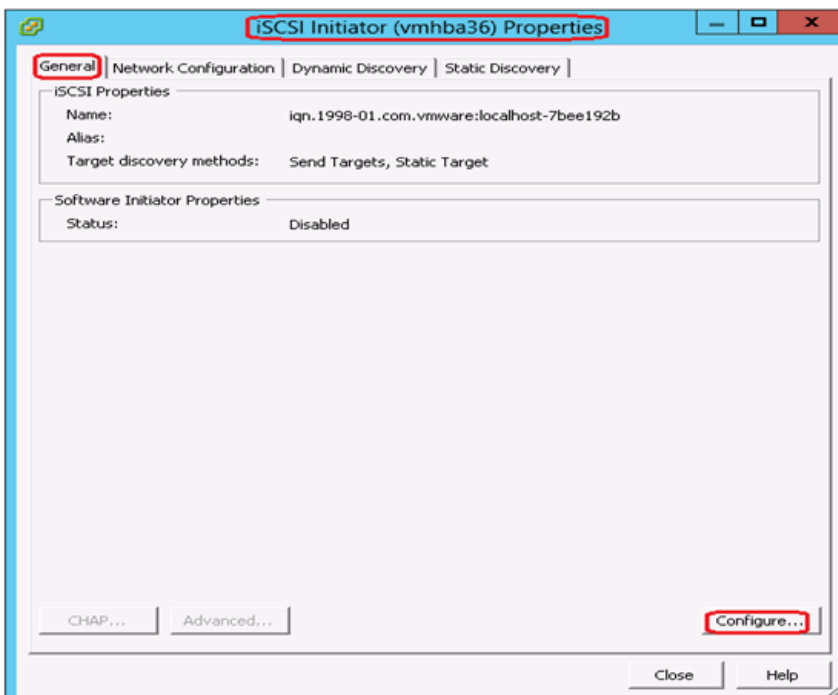 iSCSI Initiator (vmhba36) Properties
General Network Configuration Dynamic Discovery Static Discovery
iSCSI Properties
Name: iqn.1998-01.com.vmware:localhost-7bee192b
Alias:
Target discovery methods: Send Targets, Static Target
Software Initiator Properties
Status: Disabled
CHAP... Advanced... Configure...
Close Help